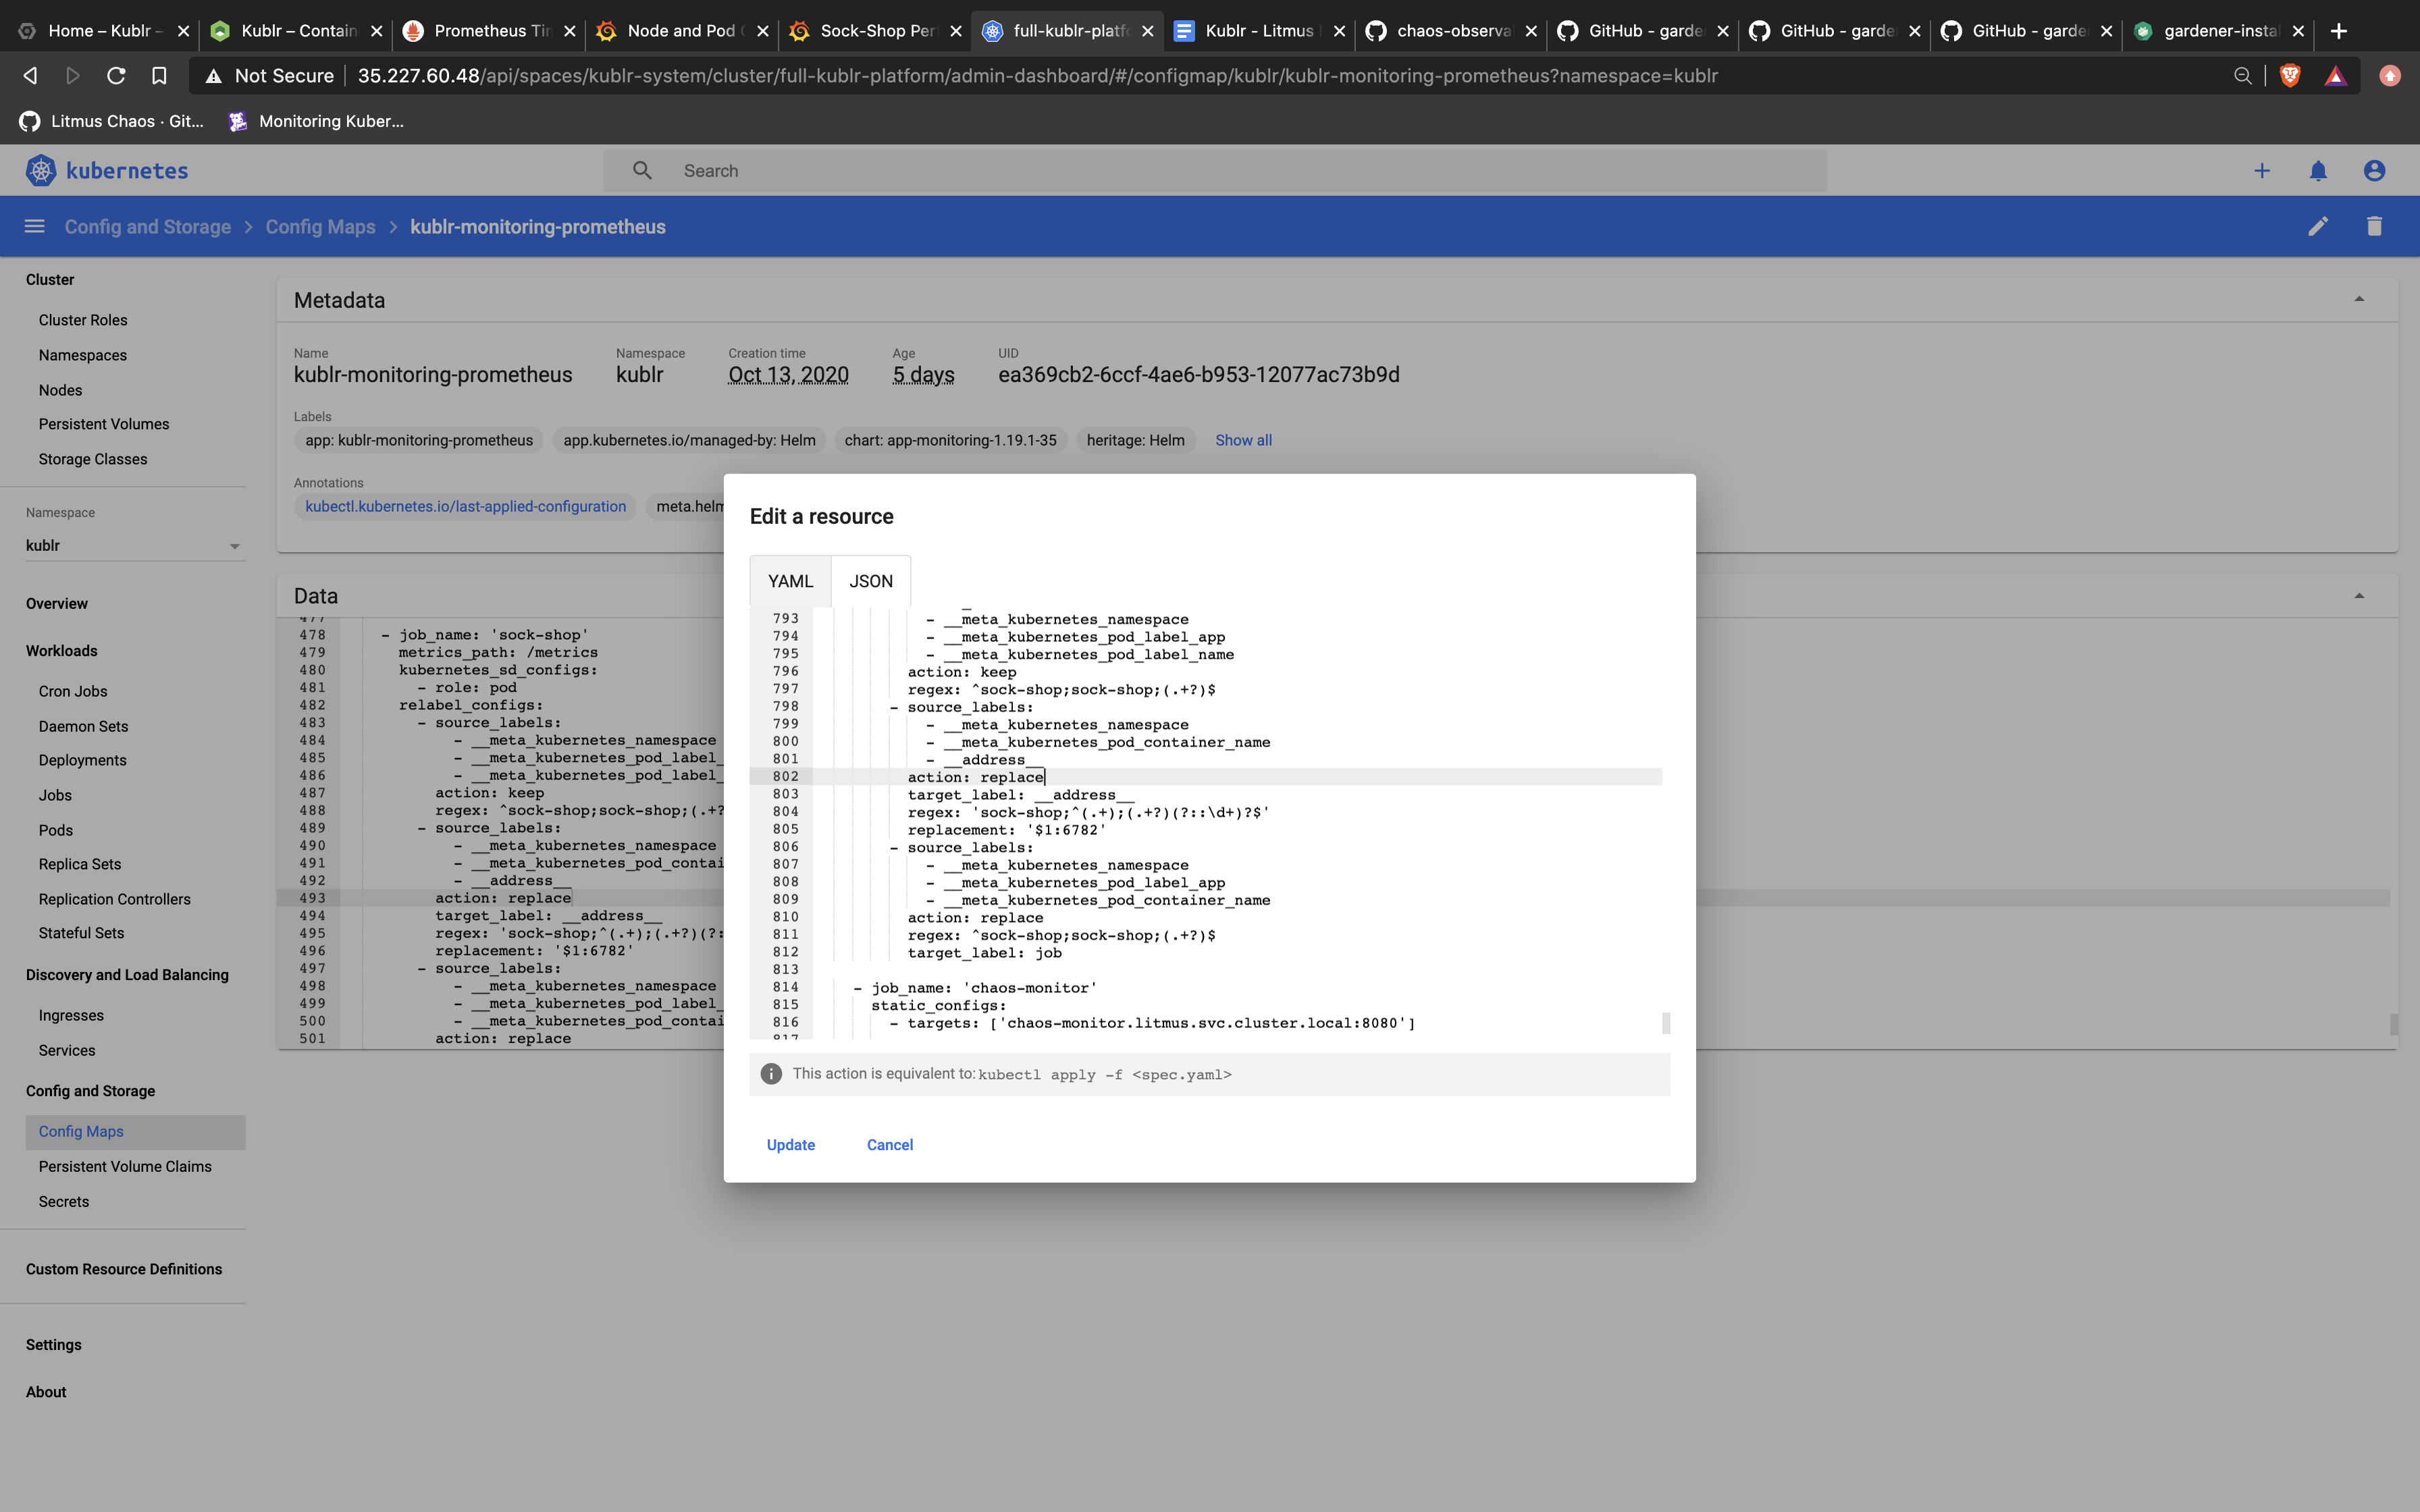 Home – Kublr –
Kublr – Contain
Prometheus Tim
Node and Pod
Sock-Shop Per
full-kublr-platfo
Kublr - Litmus
chaos-observa
GitHub - garde
GitHub - garde
GitHub - garde
gardener-instal
Not Secure
35.227.60.48/api/spaces/kublr-system/cluster/full-kublr-platform/admin-dashboard/#/configmap/kublr/kublr-monitoring-prometheus?namespace=kublr
Litmus Chaos · Git...
Monitoring Kuber...
kubernetes
Search
Config and Storage > Config Maps > kublr-monitoring-prometheus
Cluster
Cluster Roles
Namespaces
Nodes
Persistent Volumes
Storage Classes
Namespace
kublr
Overview
Workloads
Cron Jobs
Daemon Sets
Deployments
Jobs
Pods
Replica Sets
Replication Controllers
Stateful Sets
Discovery and Load Balancing
Ingresses
Services
Config and Storage
Config Maps
Persistent Volume Claims
Secrets
Custom Resource Definitions
Settings
About
Metadata
Name
kublr-monitoring-prometheus
Namespace
kublr
Creation time
Oct 13, 2020
Age
5 days
UID
ea369cb2-6ccf-4ae6-b953-12077ac73b9d
Labels
app: kublr-monitoring-prometheus
app.kubernetes.io/managed-by: Helm
chart: app-monitoring-1.19.1-35
heritage: Helm
Show all
Annotations
kubectl.kubernetes.io/last-applied-configuration
meta.helm
Data
477
478 - job_name: 'sock-shop'
479 metrics_path: /metrics
480 kubernetes_sd_configs:
481 - role: pod
482 relabel_configs:
483 - source_labels:
484 - __meta_kubernetes_namespace
485 - __meta_kubernetes_pod_label_
486 - __meta_kubernetes_pod_label_
487 action: keep
488 regex: ^sock-shop;sock-shop;(.+?
489 - source_labels:
490 - __meta_kubernetes_namespace
491 - __meta_kubernetes_pod_contai
492 - __address__
493 action: replace
494 target_label: __address__
495 regex: 'sock-shop;^(.+);(.+?)(?:
496 replacement: '$1:6782'
497 - source_labels:
498 - __meta_kubernetes_namespace
499 - __meta_kubernetes_pod_label_
500 - __meta_kubernetes_pod_contai
501 action: replace
Edit a resource
YAML
JSON
793 - __meta_kubernetes_namespace
794 - __meta_kubernetes_pod_label_app
795 - __meta_kubernetes_pod_label_name
796 action: keep
797 regex: ^sock-shop;sock-shop;(.+?)$
798 - source_labels:
799 - __meta_kubernetes_namespace
800 - __meta_kubernetes_pod_container_name
801 - __address__
802 action: replace
803 target_label: __address__
804 regex: 'sock-shop;^(.+);(.+?)(?::\d+)?$'
805 replacement: '$1:6782'
806 - source_labels:
807 - __meta_kubernetes_namespace
808 - __meta_kubernetes_pod_label_app
809 - __meta_kubernetes_pod_container_name
810 action: replace
811 regex: ^sock-shop;sock-shop;(.+?)$
812 target_label: job
813
814 - job_name: 'chaos-monitor'
815 static_configs:
816 - targets: ['chaos-monitor.litmus.svc.cluster.local:8080']
817
This action is equivalent to: kubectl apply -f <spec.yaml>
Update
Cancel